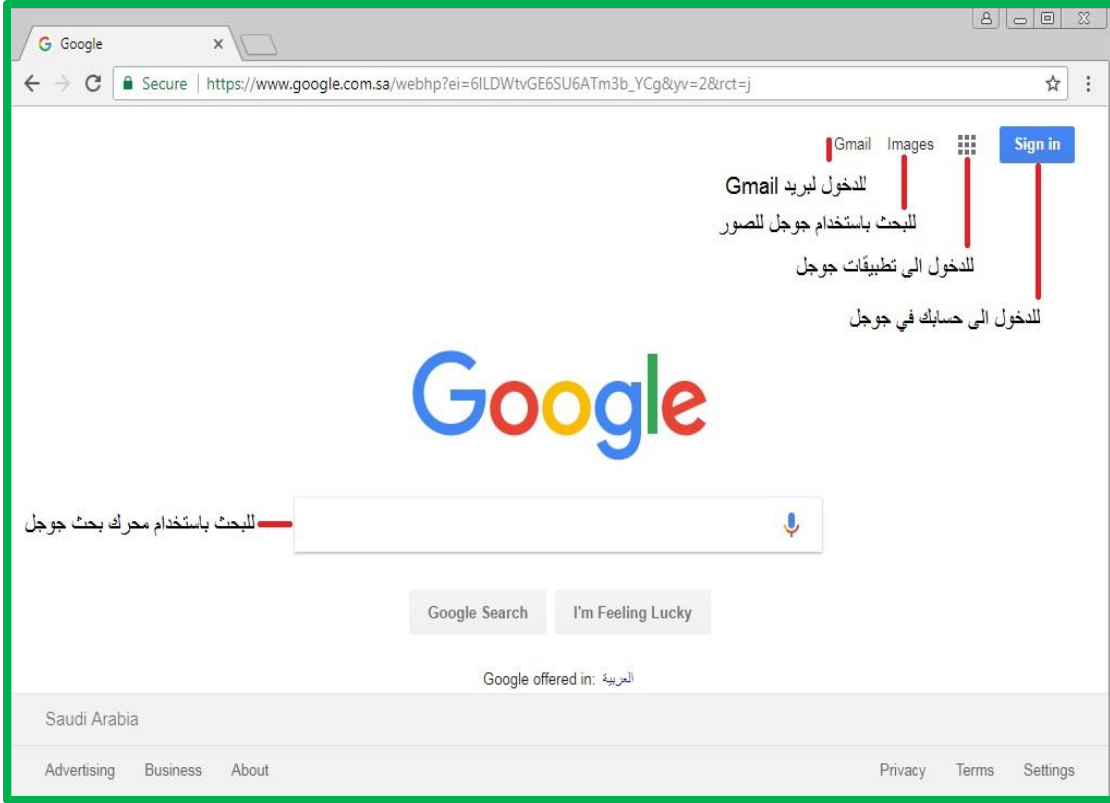 Google
Secure | https://www.google.com.sa/webhp?ei=6ILDWtvGE6SU6ATm3b_YCg&yv=2&rct=j
Gmail Images Sign in
للدخول لبريد Gmail
للبحث باستخدام جوجل للصور
للدخول الى تطبيقات جوجل
للدخول الى حسابك في جوجل
Google
للبحث باستخدام محرك بحث جوجل
Google Search I'm Feeling Lucky
Google offered in: العربية
Saudi Arabia
Advertising Business About Privacy Terms Settings